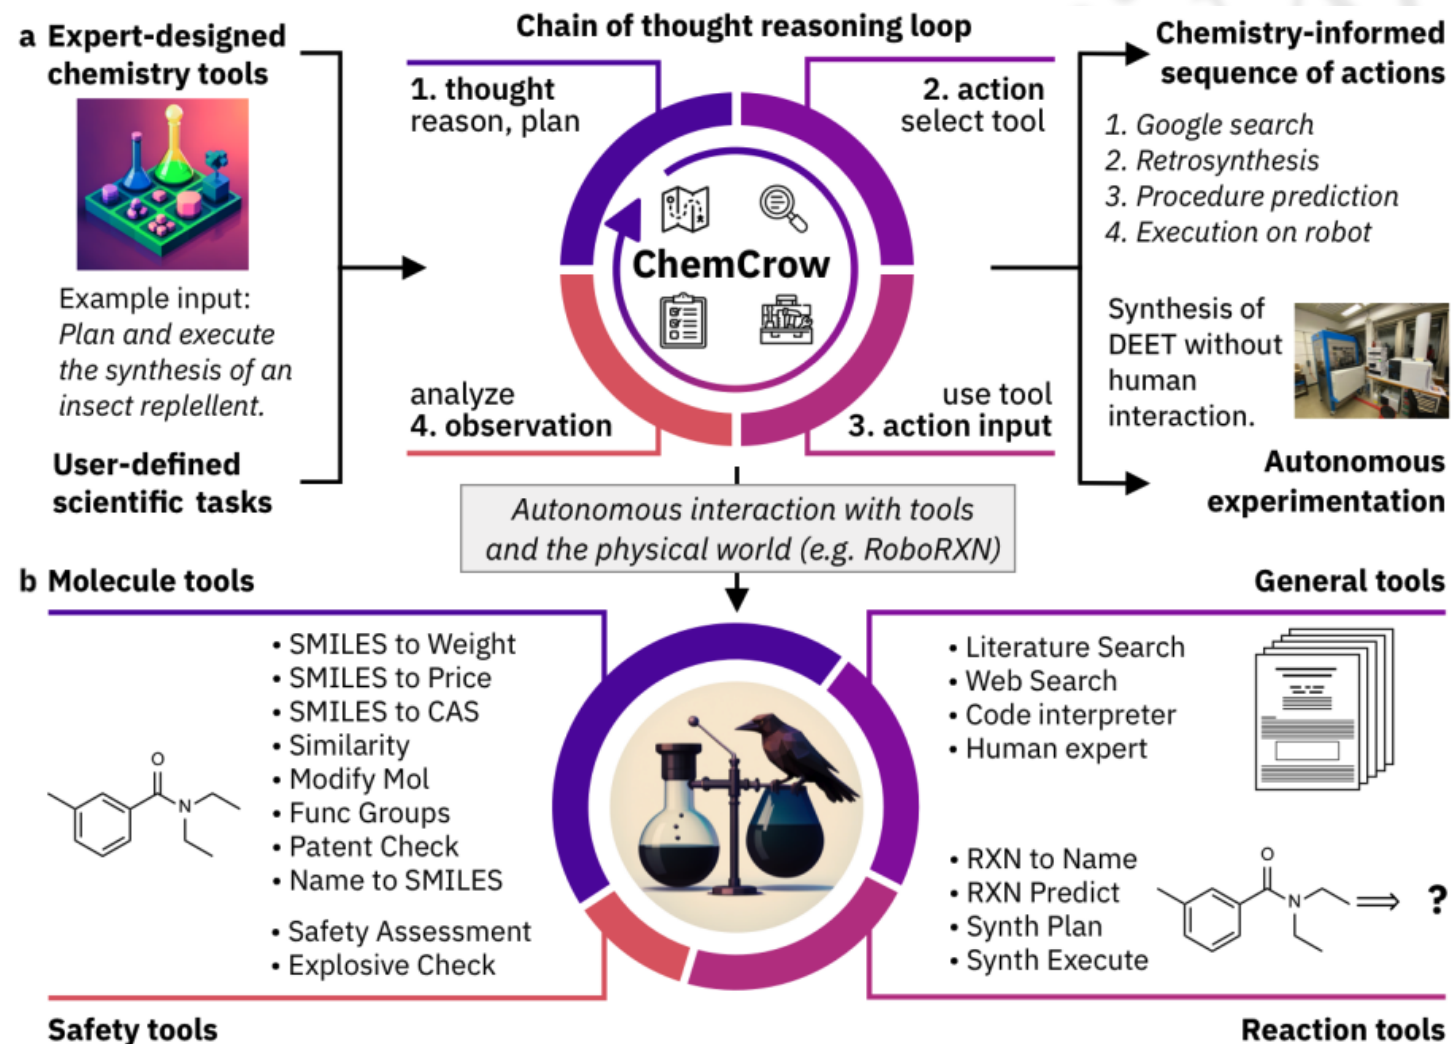 a Expert-designed
chemistry tools
Example input:
Plan and execute
the synthesis of an
insect replellent.
User-defined
scientific tasks
Chain of thought reasoning loop
1. thought
reason, plan
2. action
select tool
ChemCrow
analyze
4. observation
use tool
3. action input
Chemistry-informed
sequence of actions
1. Google search
2. Retrosynthesis
3. Procedure prediction
4. Execution on robot
Synthesis of
DEET without
human
interaction.
Autonomous
experimentation
Autonomous interaction with tools
and the physical world (e.g. RoboRXN)
b Molecule tools
• SMILES to Weight
• SMILES to Price
• SMILES to CAS
• Similarity
• Modify Mol
• Func Groups
• Patent Check
• Name to SMILES
O
N
• Safety Assessment
• Explosive Check
Safety tools
General tools
• Literature Search
• Web Search
• Code interpreter
• Human expert
• RXN to Name
• RXN Predict
• Synth Plan
• Synth Execute
O
N
?
Reaction tools